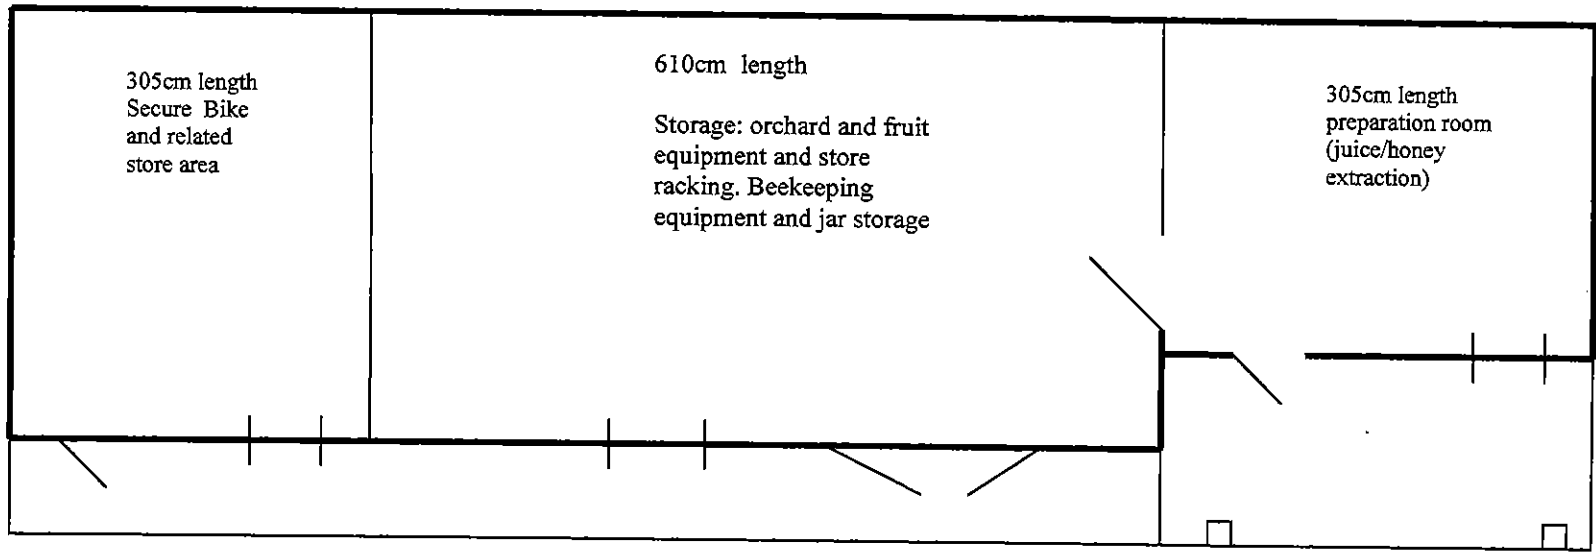 305cm length
Secure Bike
and related
store area
610cm length
Storage: orchard and fruit
equipment and store
racking. Beekeeping
equipment and jar storage
305cm length
preparation room
(juice/honey
extraction)